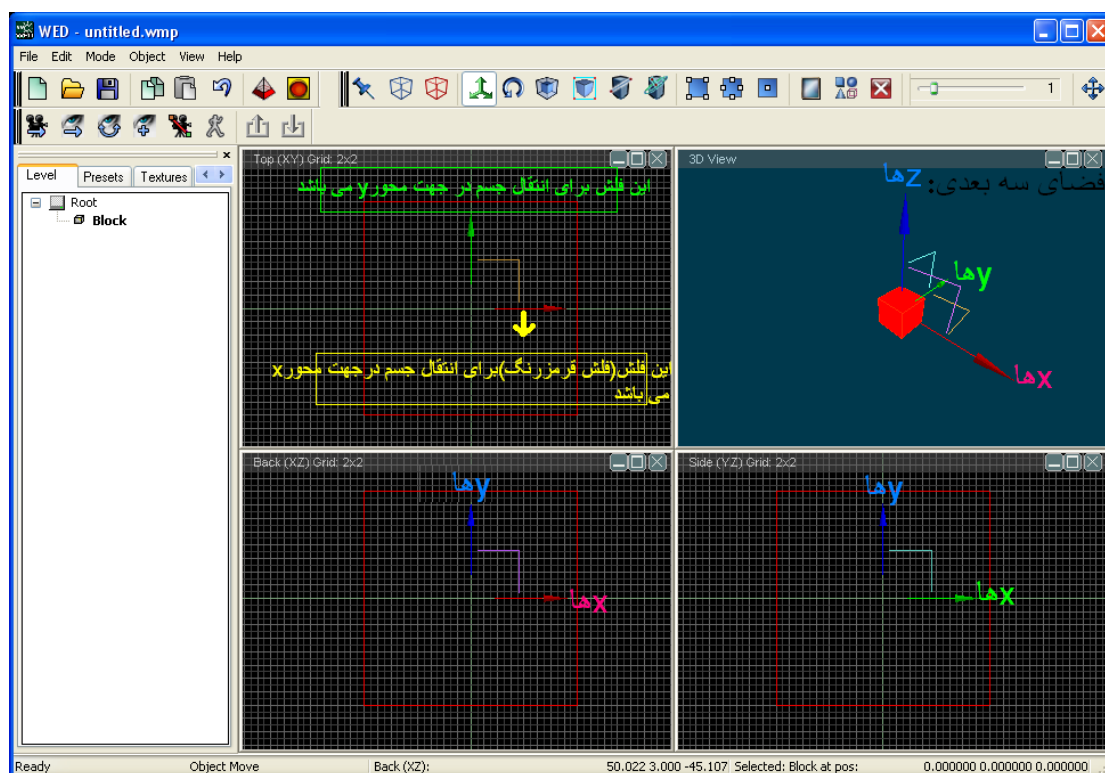 WED - untitled.wmp
File Edit Mode Object View Help
1
Level Presets Textures
Root
Block
Top (XY) Grid: 2x2
این فلش برای انتقال جسم در جهت محور y می باشد
این فلش(فلش قرمزرنگ)برای انتقال جسم درجهت محور x
می باشد
3D View
فضای سه بعدی:
zها
yها
xها
Back (XZ) Grid: 2x2
yها
xها
Side (YZ) Grid: 2x2
yها
xها
Ready Object Move Back (XZ): 50.022 3.000 -45.107 Selected: Block at pos: 0.000000 0.000000 0.000000